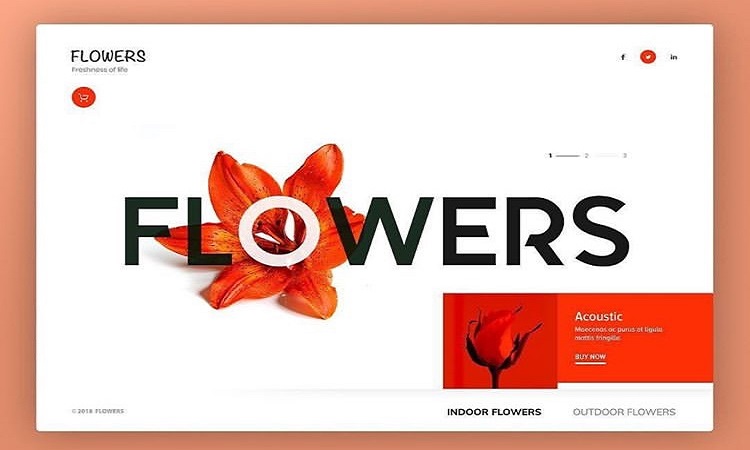 FLOWERS
Freshness of life
f
in
1 2 3
FLOWERS
Acoustic
Maecenas ac purus at ligula
mattis fringilla.
BUY NOW
© 2018 FLOWERS
INDOOR FLOWERS
OUTDOOR FLOWERS